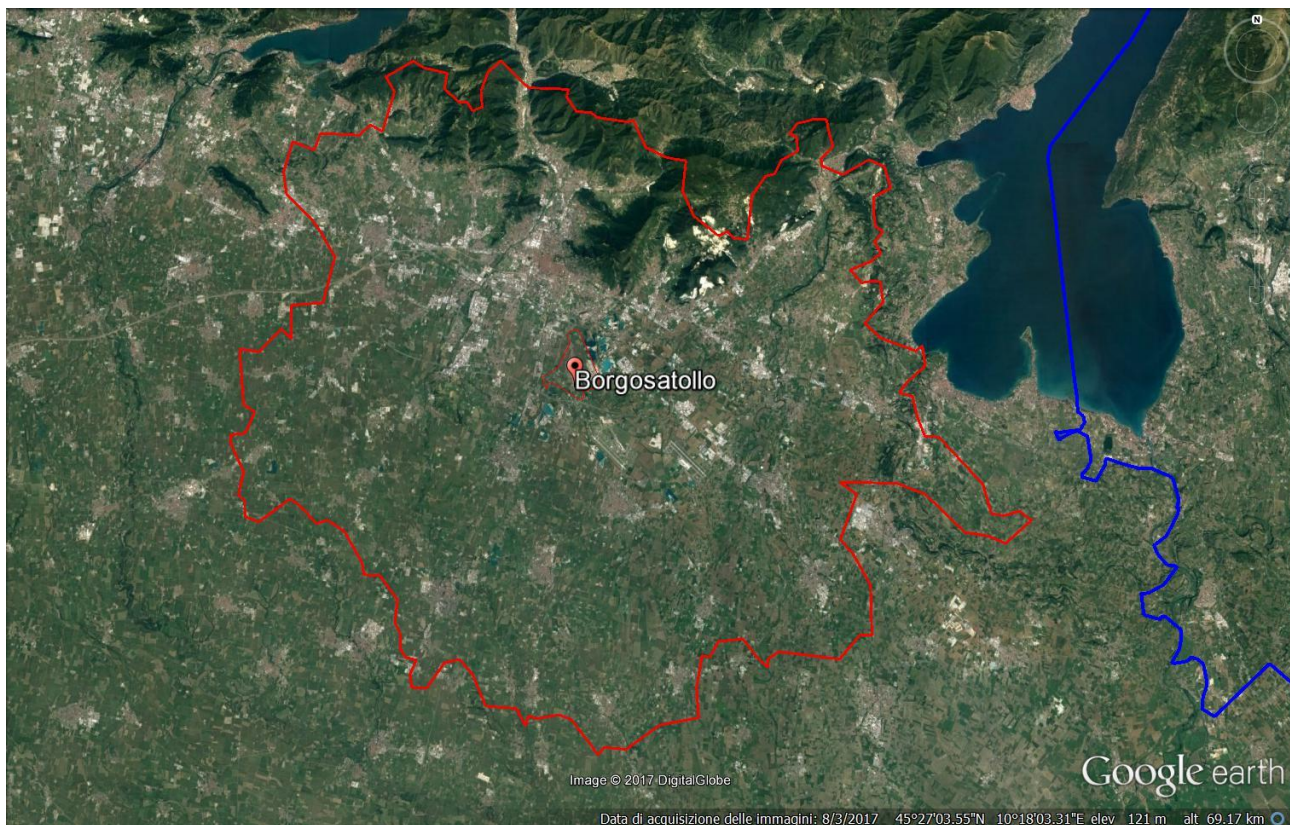 N
Borgosatollo
Image © 2017 DigitalGlobe
Google earth
Data di acquisizione delle immagini: 8/3/2017 45°27'03.55"N 10°18'03.31"E elev 121 m alt 69.17 km